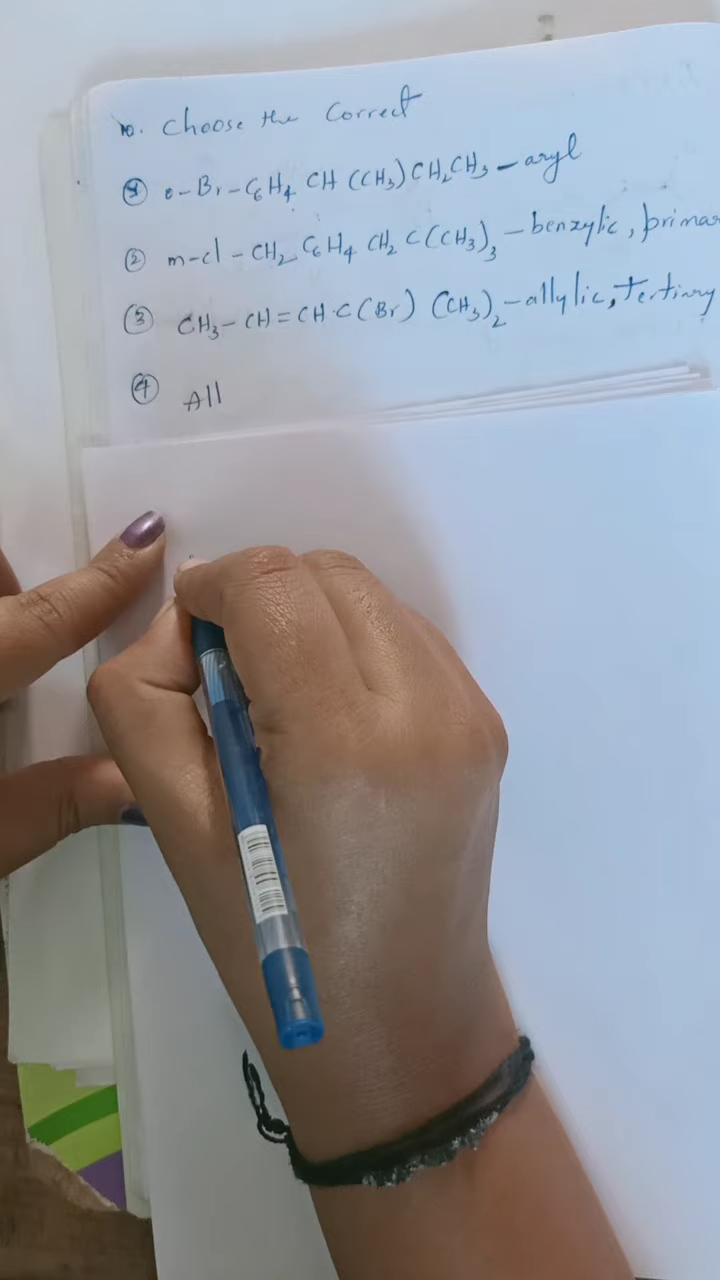 10. Choose the Correct
① o-Br-C₆H₄ CH (CH₃) CH₂CH₃ - aryl
② m-cl-CH₂ C₆H₄ CH₂ C(CH₃)₃ - benzylic, primar
③ CH₃-CH=CH·C(Br) (CH₃)₂-allylic, Tertiary
④ All